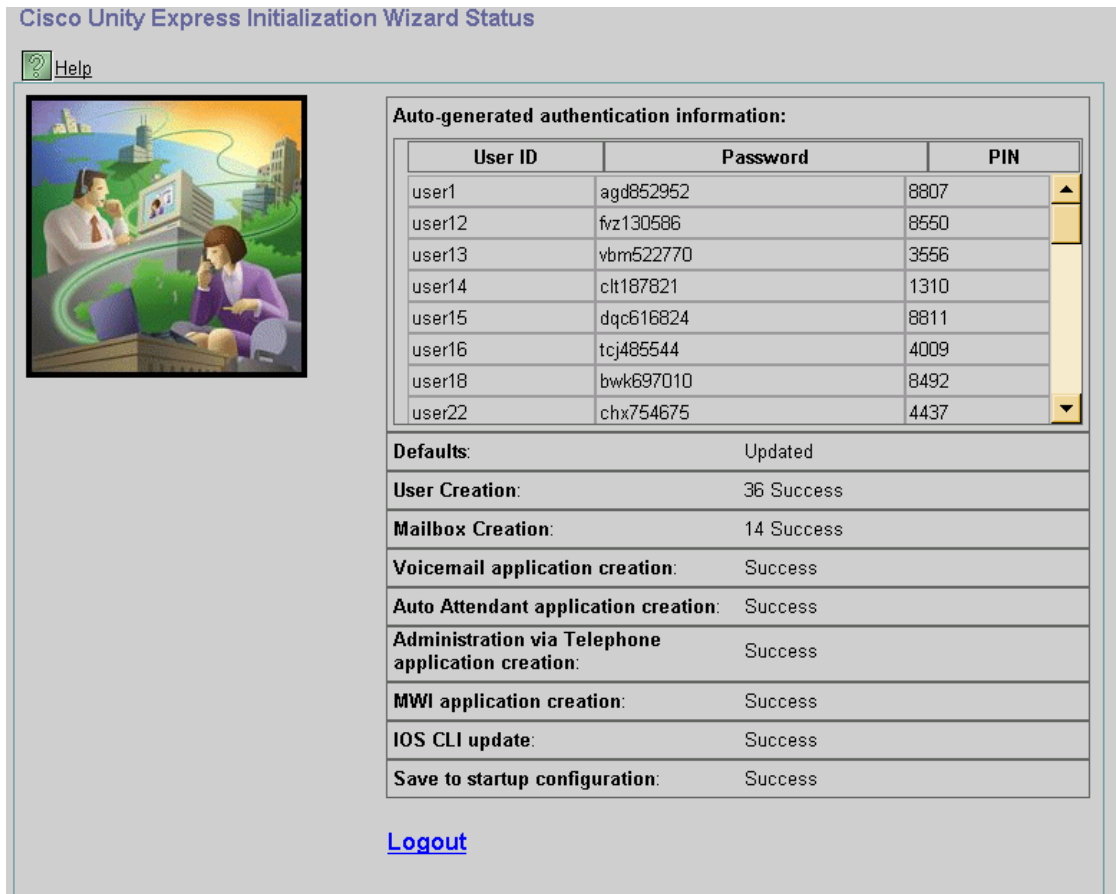 Cisco Unity Express Initialization Wizard Status
Help
Auto-generated authentication information:
User ID Password PIN
user1 agd852952 8807
user12 fvz130586 8550
user13 vbm522770 3556
user14 clt187821 1310
user15 dqc616824 8811
user16 tcj485544 4009
user18 bwk697010 8492
user22 chx754675 4437
Defaults: Updated
User Creation: 36 Success
Mailbox Creation: 14 Success
Voicemail application creation: Success
Auto Attendant application creation: Success
Administration via Telephone
application creation: Success
MWI application creation: Success
IOS CLI update: Success
Save to startup configuration: Success
Logout